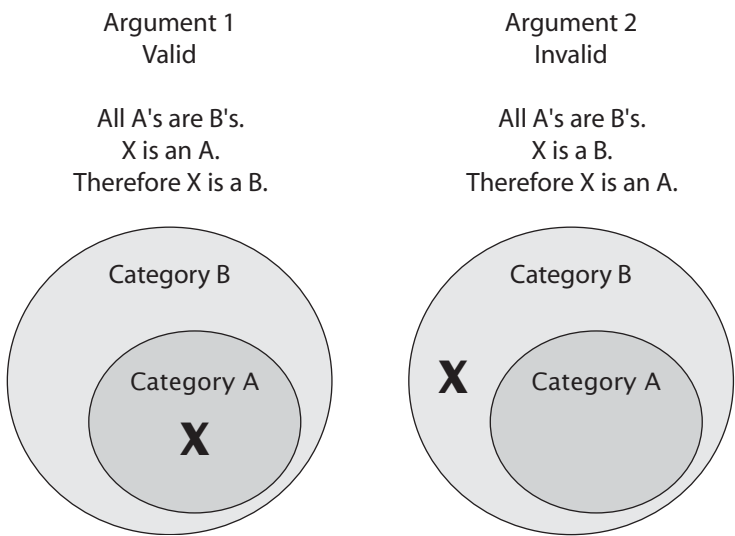 Argument 1
Valid
All A's are B's.
X is an A.
Therefore X is a B.
Category B
Category A
X
Argument 2
Invalid
All A's are B's.
X is a B.
Therefore X is an A.
Category B
X
Category A